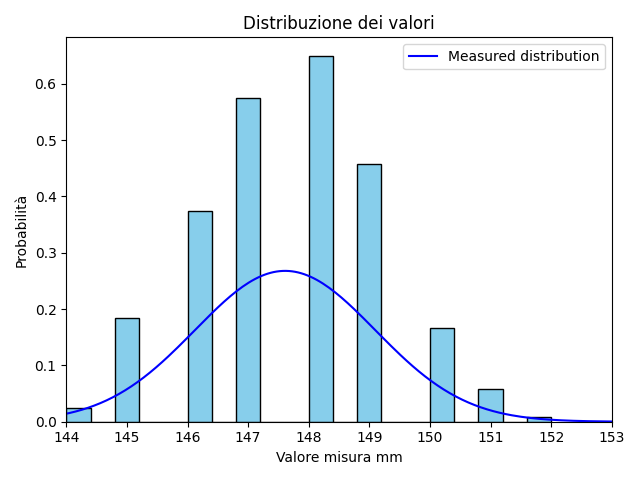 Distribuzione dei valori
Measured distribution
Probabilità
0.6
0.5
0.4
0.3
0.2
0.1
0.0
144 145 146 147 148 149 150 151 152 153
Valore misura mm